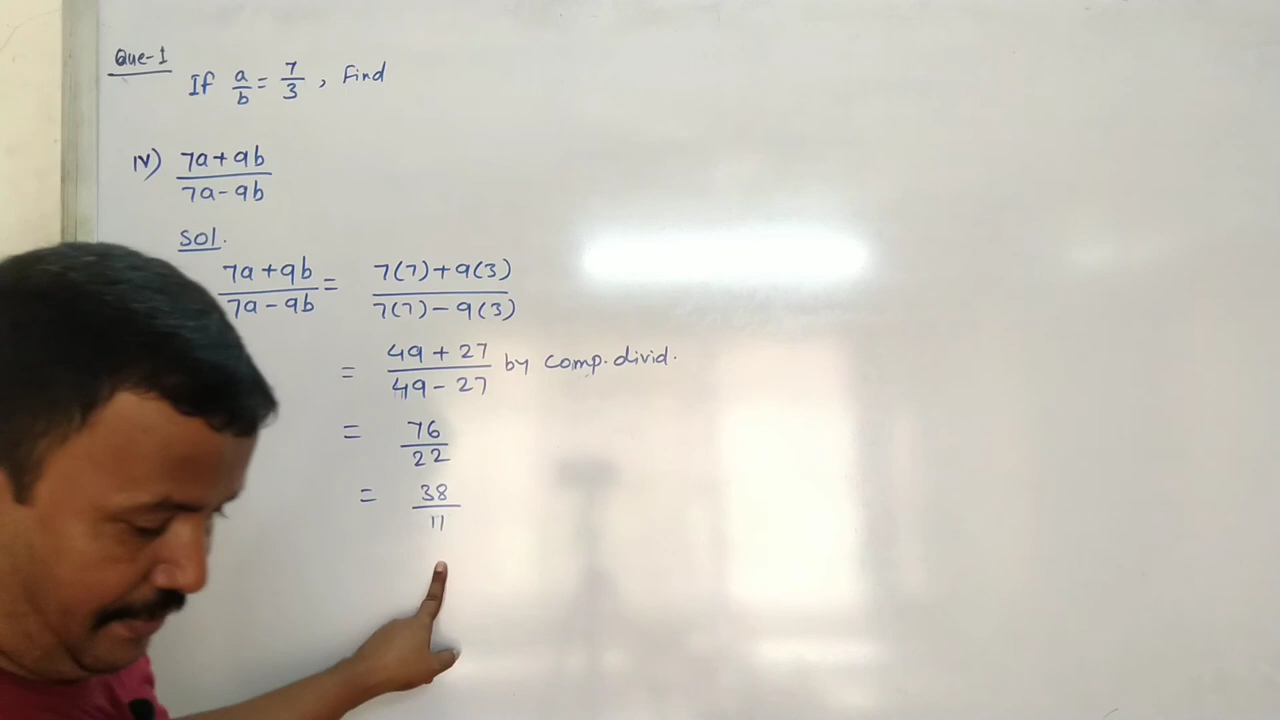 Que-1
If a/b = 7/3 , Find
IV) 7a+9b / 7a-9b
Sol.
7a+9b / 7a-9b = 7(7)+9(3) / 7(7)-9(3)
= 49+27 / 49-27 by comp.divid.
= 76 / 22
= 38 / 11